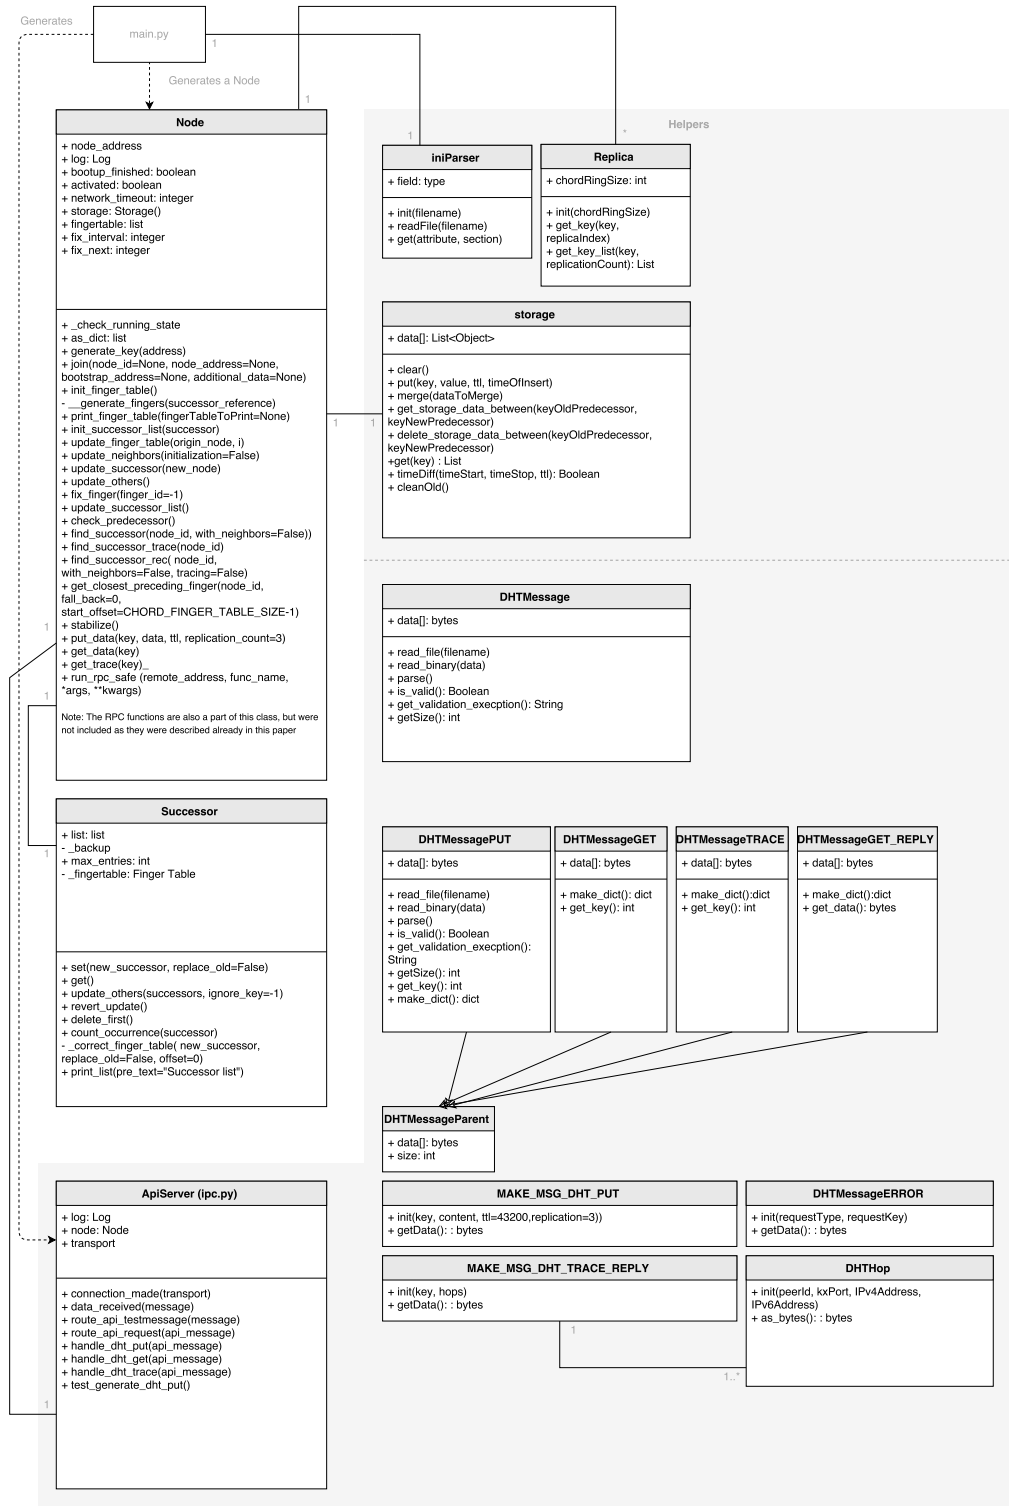 Generates
main.py
1
Generates a Node
1
Node
+ node_address
+ log: Log
+ bootup_finished: boolean
+ activated: boolean
+ network_timeout: integer
+ storage: Storage()
+ fingertable: list
+ fix_interval: integer
+ fix_next: integer
+ _check_running_state
+ as_dict: list
+ generate_key(address)
+ join(node_id=None, node_address=None,
bootstrap_address=None, additional_data=None)
+ init_finger_table()
- __generate_fingers(successor_reference)
+ print_finger_table(fingerTableToPrint=None)
+ init_successor_list(successor)
+ update_finger_table(origin_node, i)
+ update_neighbors(initialization=False)
+ update_successor(new_node)
+ update_others()
+ fix_finger(finger_id=-1)
+ update_successor_list()
+ check_predecessor()
+ find_successor(node_id, with_neighbors=False))
+ find_successor_trace(node_id)
+ find_successor_rec( node_id,
with_neighbors=False, tracing=False)
+ get_closest_preceding_finger(node_id,
fall_back=0,
start_offset=CHORD_FINGER_TABLE_SIZE-1)
+ stabilize()
+ put_data(key, data, ttl, replication_count=3)
+ get_data(key)
+ get_trace(key)_
+ run_rpc_safe (remote_address, func_name,
*args, **kwargs)
Note: The RPC functions are also a part of this class, but were
not included as they were described already in this paper
1
1
1
1
Helpers
1
iniParser
+ field: type
+ init(filename)
+ readFile(filename)
+ get(attribute, section)
*
Replica
+ chordRingSize: int
+ init(chordRingSize)
+ get_key(key,
replicaIndex)
+ get_key_list(key,
replicationCount): List
storage
+ data[]: List<Object>
+ clear()
+ put(key, value, ttl, timeOfInsert)
+ merge(dataToMerge)
+ get_storage_data_between(keyOldPredecessor,
keyNewPredecessor)
+ delete_storage_data_between(keyOldPredecessor,
keyNewPredecessor)
+get(key) : List
+ timeDiff(timeStart, timeStop, ttl): Boolean
+ cleanOld()
DHTMessage
+ data[]: bytes
+ read_file(filename)
+ read_binary(data)
+ parse()
+ is_valid(): Boolean
+ get_validation_execption(): String
+ getSize(): int
1
Successor
+ list: list
- _backup
+ max_entries: int
- _fingertable: Finger Table
+ set(new_successor, replace_old=False)
+ get()
+ update_others(successors, ignore_key=-1)
+ revert_update()
+ delete_first()
+ count_occurrence(successor)
- _correct_finger_table( new_successor,
replace_old=False, offset=0)
+ print_list(pre_text="Successor list")
DHTMessagePUT
+ data[]: bytes
+ read_file(filename)
+ read_binary(data)
+ parse()
+ is_valid(): Boolean
+ get_validation_execption():
String
+ getSize(): int
+ get_key(): int
+ make_dict(): dict
DHTMessageGET
+ data[]: bytes
+ make_dict(): dict
+ get_key(): int
DHTMessageTRACE
+ data[]: bytes
+ make_dict():dict
+ get_key(): int
DHTMessageGET_REPLY
+ data[]: bytes
+ make_dict():dict
+ get_data(): bytes
DHTMessageParent
+ data[]: bytes
+ size: int
ApiServer (ipc.py)
+ log: Log
+ node: Node
+ transport
+ connection_made(transport)
+ data_received(message)
+ route_api_testmessage(message)
+ route_api_request(api_message)
+ handle_dht_put(api_message)
+ handle_dht_get(api_message)
+ handle_dht_trace(api_message)
+ test_generate_dht_put()
1
MAKE_MSG_DHT_PUT
+ init(key, content, ttl=43200,replication=3))
+ getData(): : bytes
DHTMessageERROR
+ init(requestType, requestKey)
+ getData(): : bytes
MAKE_MSG_DHT_TRACE_REPLY
+ init(key, hops)
+ getData(): : bytes
1
DHTHop
+ init(peerId, kxPort, IPv4Address,
IPv6Address)
+ as_bytes(): : bytes
1..*